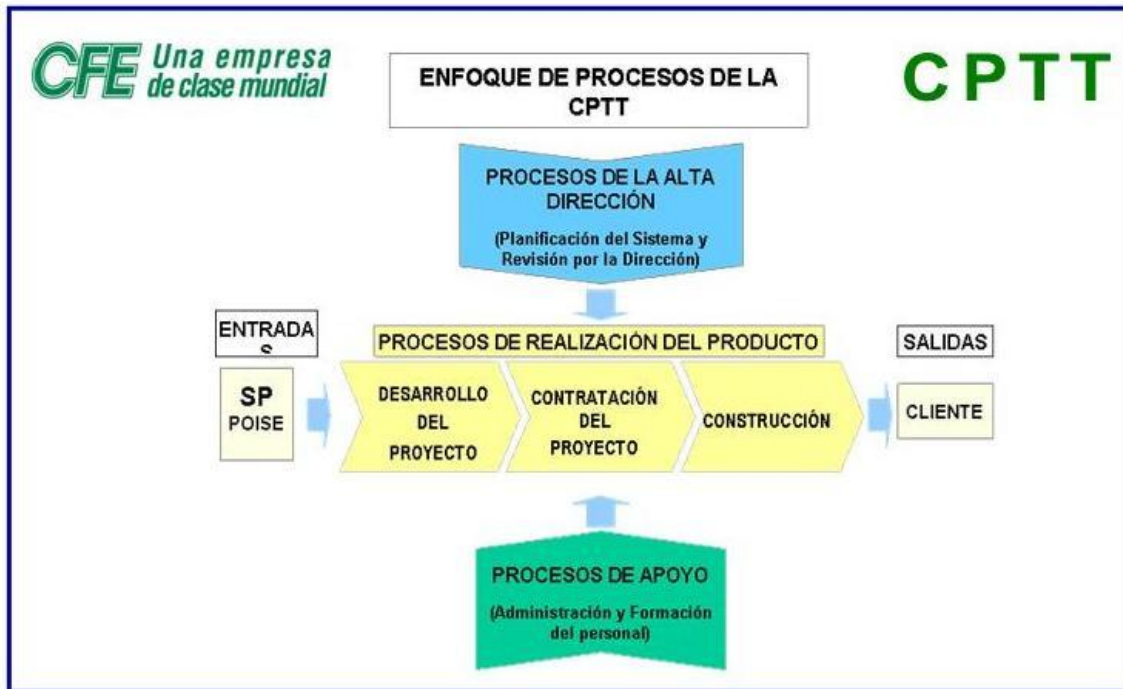 CFE Una empresa
de clase mundial
CPTT
ENFOQUE DE PROCESOS DE LA
CPTT
PROCESOS DE LA ALTA
DIRECCIÓN
(Planificación del Sistema y
Revisión por la Dirección)
ENTRADA
S
PROCESOS DE REALIZACIÓN DEL PRODUCTO
SALIDAS
SP
POISE
DESARROLLO
DEL
PROYECTO
CONTRATACIÓN
DEL
PROYECTO
CONSTRUCCIÓN
CLIENTE
PROCESOS DE APOYO
(Administración y Formación
del personal)